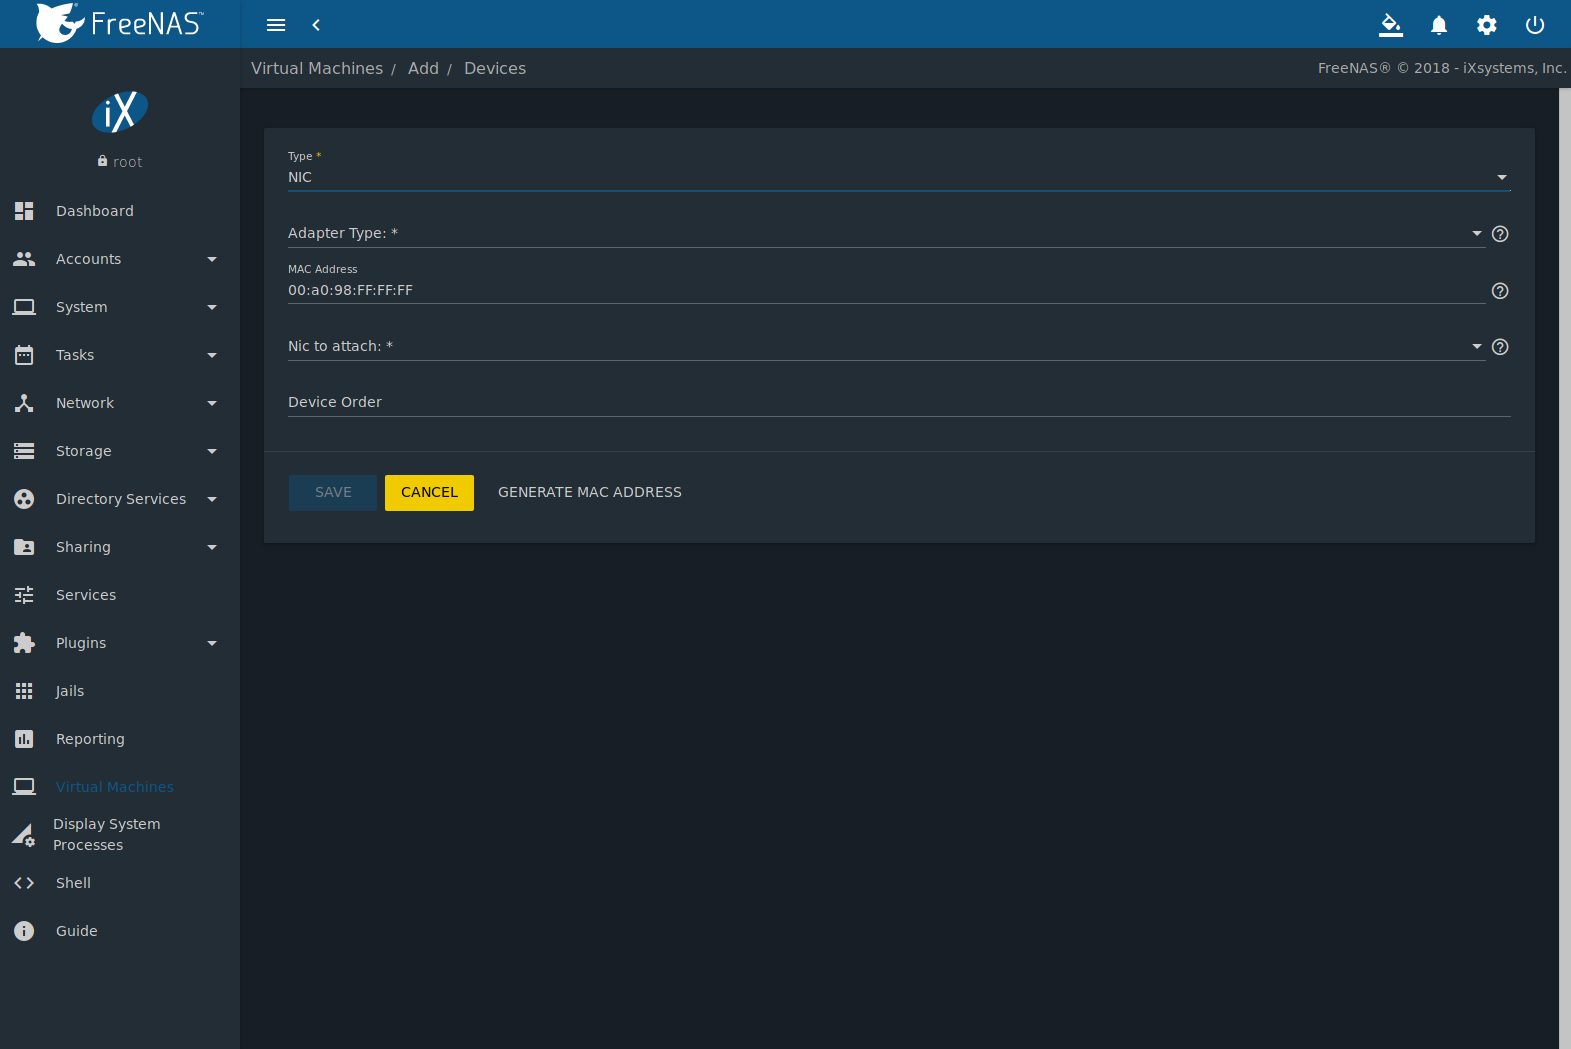 FreeNAS™
Virtual Machines / Add / Devices
FreeNAS® © 2018 - iXsystems, Inc.
iX
root
Dashboard
Accounts
System
Tasks
Network
Storage
Directory Services
Sharing
Services
Plugins
Jails
Reporting
Virtual Machines
Display System
Processes
Shell
Guide
Type *
NIC
Adapter Type: *
MAC Address
00:a0:98:FF:FF:FF
Nic to attach: *
Device Order
SAVE CANCEL GENERATE MAC ADDRESS